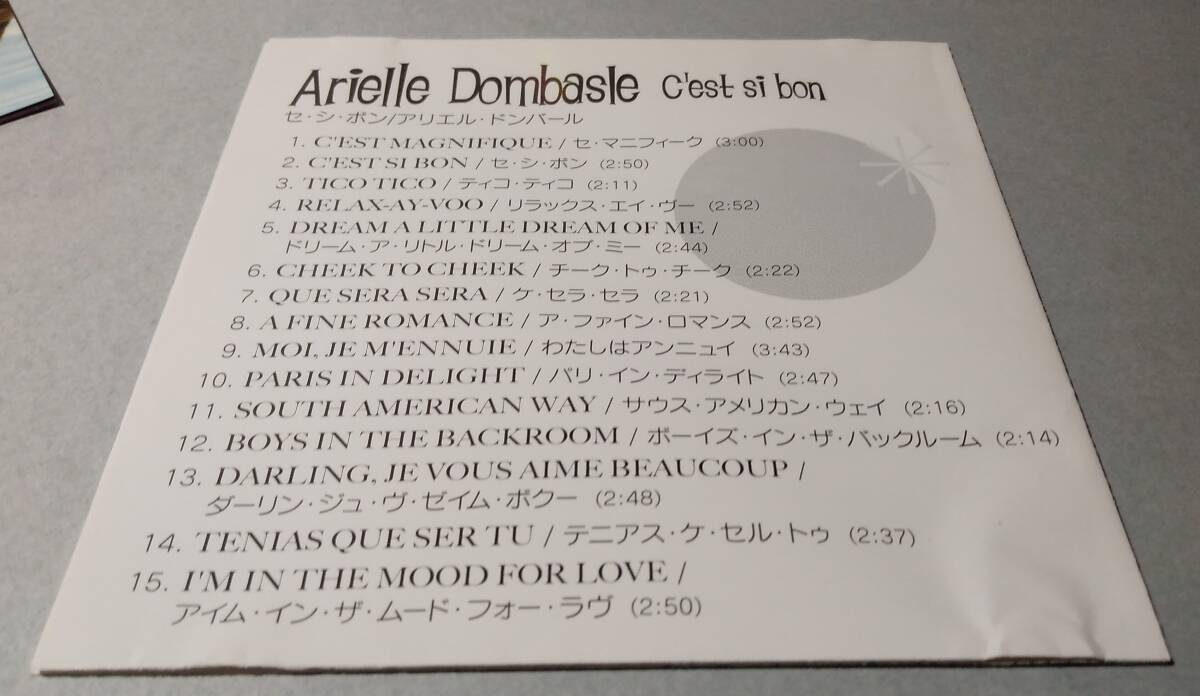 Arielle Dombasle C'est si bon
セ・シ・ボン/アリエル・ドンバール
1. C'EST MAGNIFIQUE / セ・マニフィーク (3:00)
2. C'EST SI BON / セ・シ・ボン (2:50)
3. TICO TICO / ティコ・ティコ (2:11)
4. RELAX-AY-VOO / リラックス・エイ・ヴー (2:52)
5. DREAM A LITTLE DREAM OF ME /
ドリーム・ア・リトル・ドリーム・オブ・ミー (2:44)
6. CHEEK TO CHEEK / チーク・トゥ・チーク (2:22)
7. QUE SERA SERA / ケ・セラ・セラ (2:21)
8. A FINE ROMANCE / ア・ファイン・ロマンス (2:52)
9. MOI, JE M'ENNUIE / わたしはアンニュイ (3:43)
10. PARIS IN DELIGHT / パリ・イン・ディライト (2:47)
11. SOUTH AMERICAN WAY / サウス・アメリカン・ウェイ (2:16)
12. BOYS IN THE BACKROOM / ボーイズ・イン・ザ・バックルーム (2:14)
13. DARLING, JE VOUS AIME BEAUCOUP /
ダーリン・ジュ・ヴ・ゼイム・ボクー (2:48)
14. TENIAS QUE SER TU / テニアス・ケ・セル・トゥ (2:37)
15. I'M IN THE MOOD FOR LOVE /
アイム・イン・ザ・ムード・フォー・ラヴ (2:50)